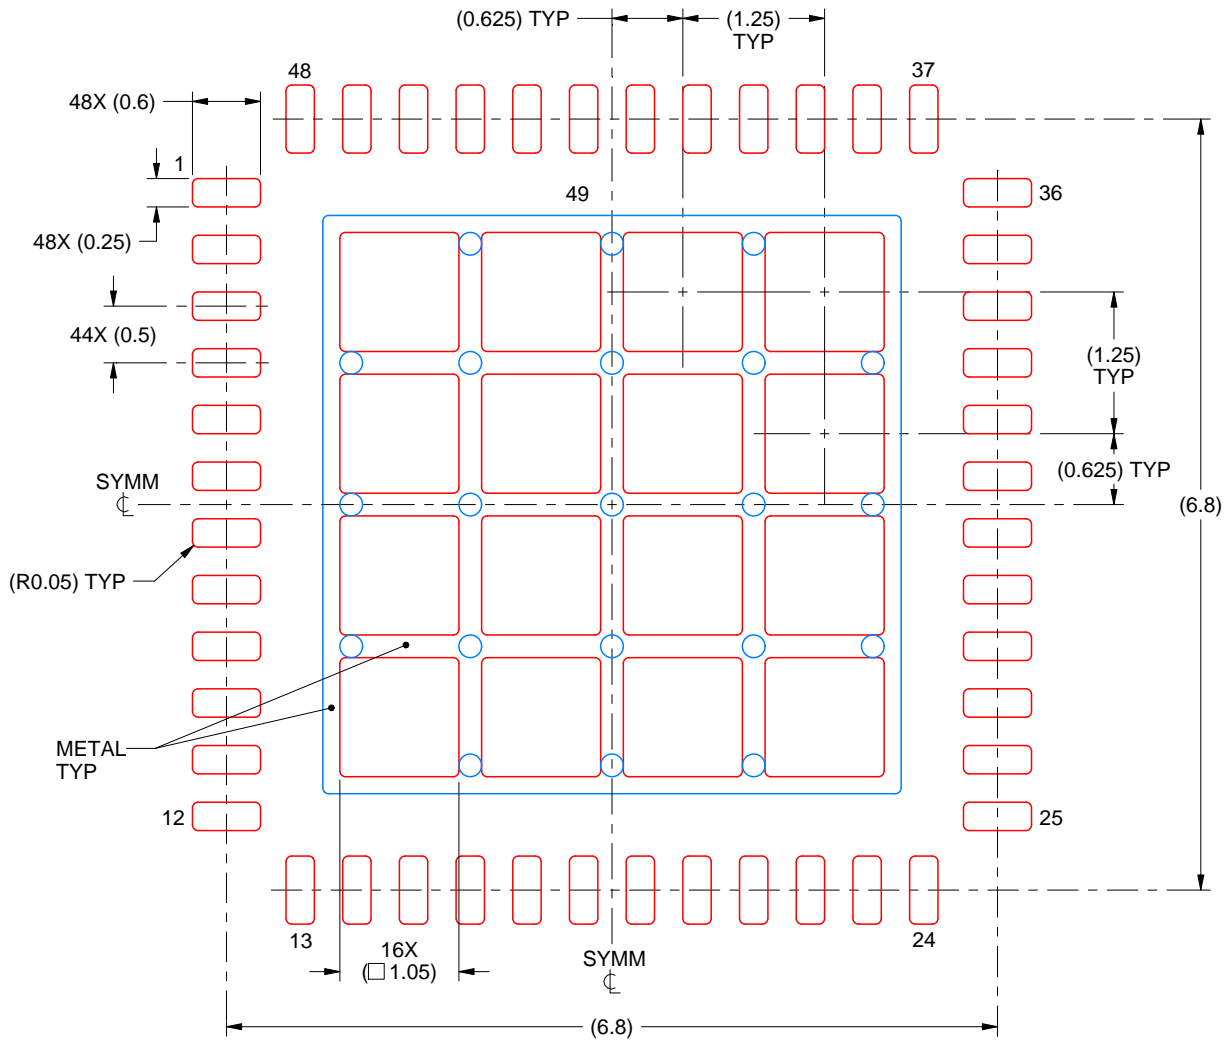 (0.625) TYP
(1.25)
TYP
48
37
48X (0.6)
1
49
36
48X (0.25)
44X (0.5)
(1.25)
TYP
(0.625) TYP
SYMM
℄
(6.8)
(R0.05) TYP
METAL
TYP
12
25
13
24
16X
(□ 1.05)
SYMM
℄
(6.8)